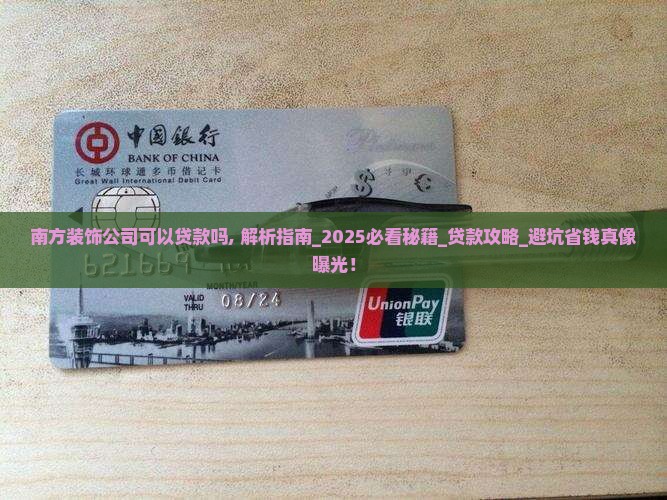 中国银行
BANK OF CHINA
长城环球通多币借记卡
Great Wall International Debit Card
Platinum
南方装饰公司可以贷款吗, 解析指南_2025必看秘籍_贷款攻略_避坑省钱真像
曝光！
MONTH/YEAR
VALID
THRU
08/24
UnionPay
银联